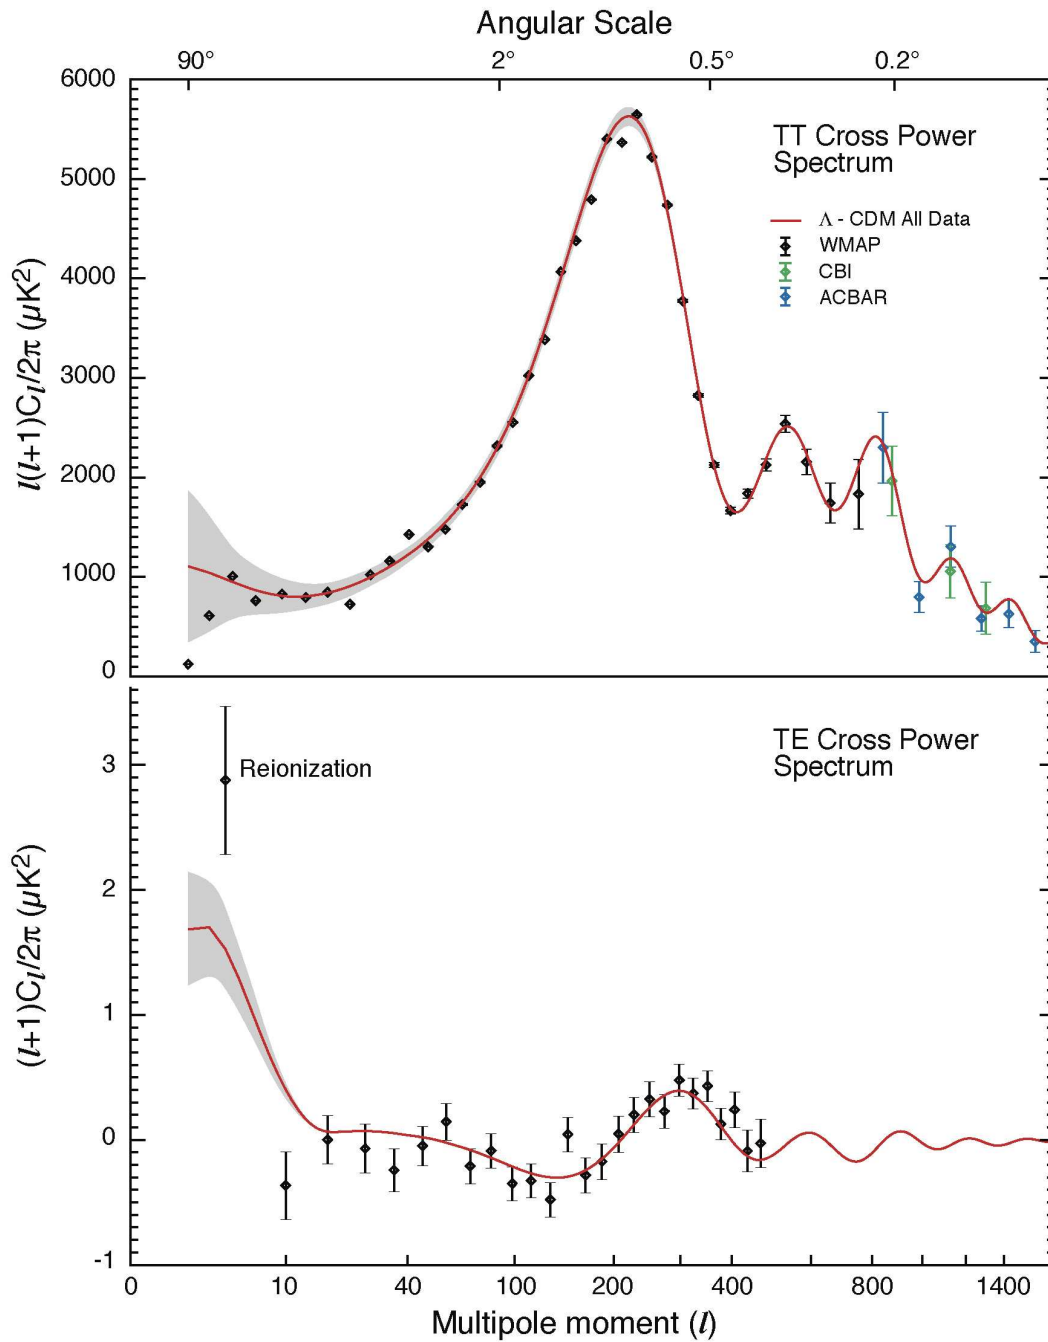 Angular Scale
90° 2° 0.5° 0.2°
6000
5000
4000
3000
2000
1000
0
l(l+1)Cl/2π (μK²)
TT Cross Power
Spectrum
Λ - CDM All Data
WMAP
CBI
ACBAR
3
2
1
0
-1
(l+1)Cl/2π (μK²)
Reionization
TE Cross Power
Spectrum
0 10 40 100 200 400 800 1400
Multipole moment (l)